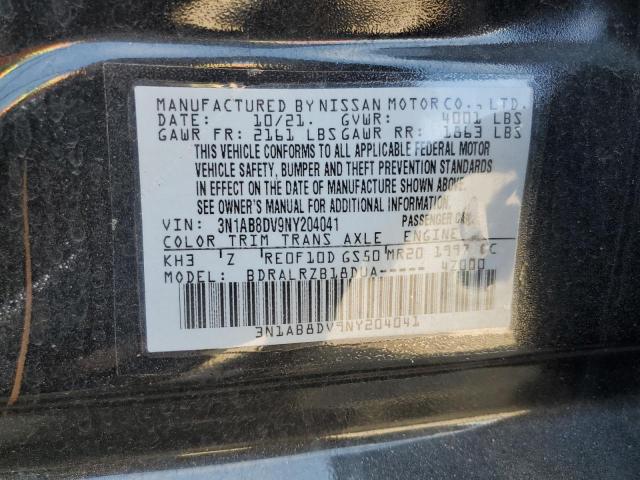 MANUFACTURED BY NISSAN MOTOR CO., LTD.
DATE: 10/21. GVWR: 4001 LBS
GAWR FR: 2161 LBS GAWR RR: 1863 LBS
THIS VEHICLE CONFORMS TO ALL APPLICABLE FEDERAL MOTOR
VEHICLE SAFETY, BUMPER AND THEFT PREVENTION STANDARDS
IN EFFECT ON THE DATE OF MANUFACTURE SHOWN ABOVE.
SEE OWNER'S MANUAL FOR ADDITIONAL INFORMATION.
VIN: 3N1AB8DV9NY204041 PASSENGER CAR
COLOR TRIM TRANS AXLE ENGINE
KH3 Z RE0F10D GS50 MR20 1997 CC
MODEL: BDRALRZB18DUA----- 4Z000
3N1AB8DV9NY204041